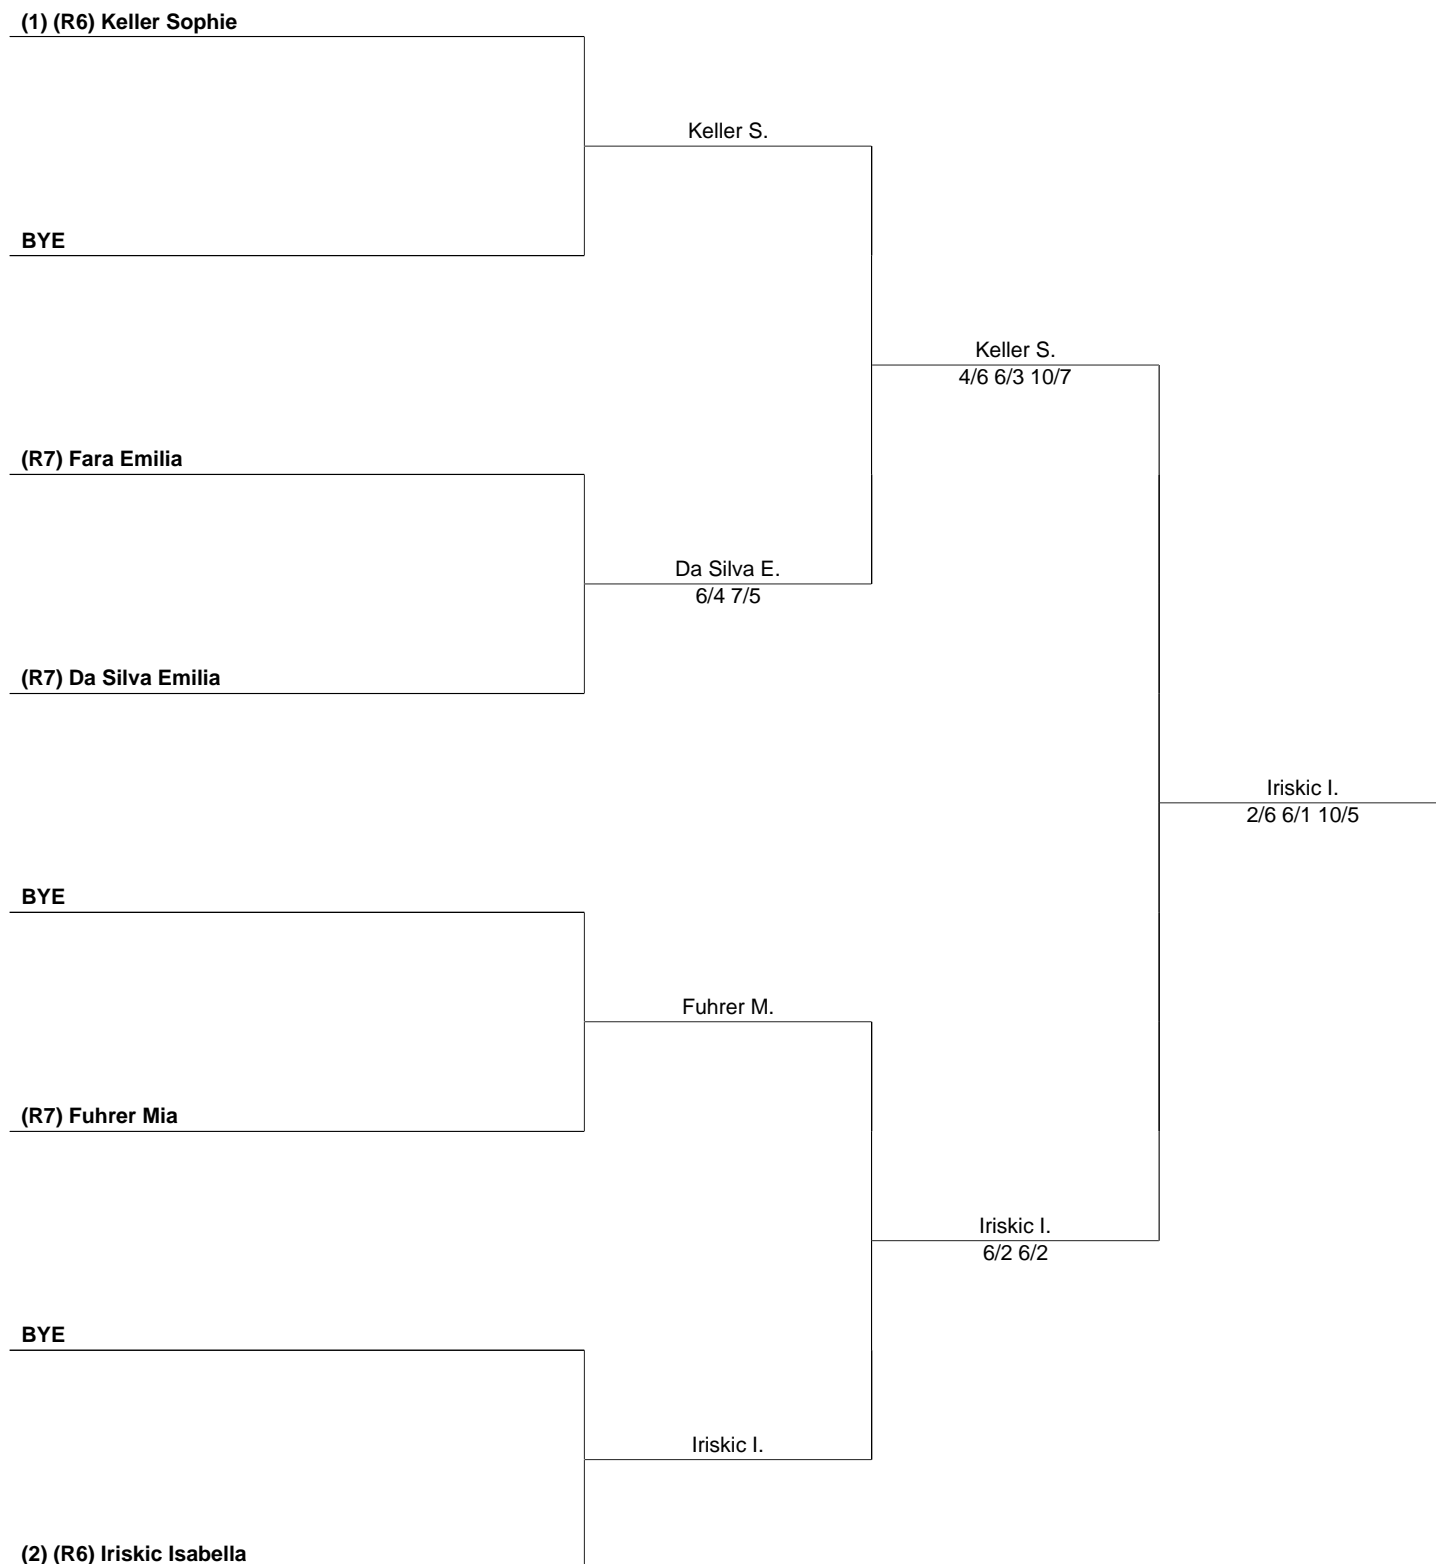 (1) (R6) Keller Sophie
Keller S.
BYE
Keller S.
4/6 6/3 10/7
(R7) Fara Emilia
Da Silva E.
6/4 7/5
(R7) Da Silva Emilia
Iriskic I.
2/6 6/1 10/5
BYE
Fuhrer M.
(R7) Fuhrer Mia
Iriskic I.
6/2 6/2
BYE
Iriskic I.
(2) (R6) Iriskic Isabella